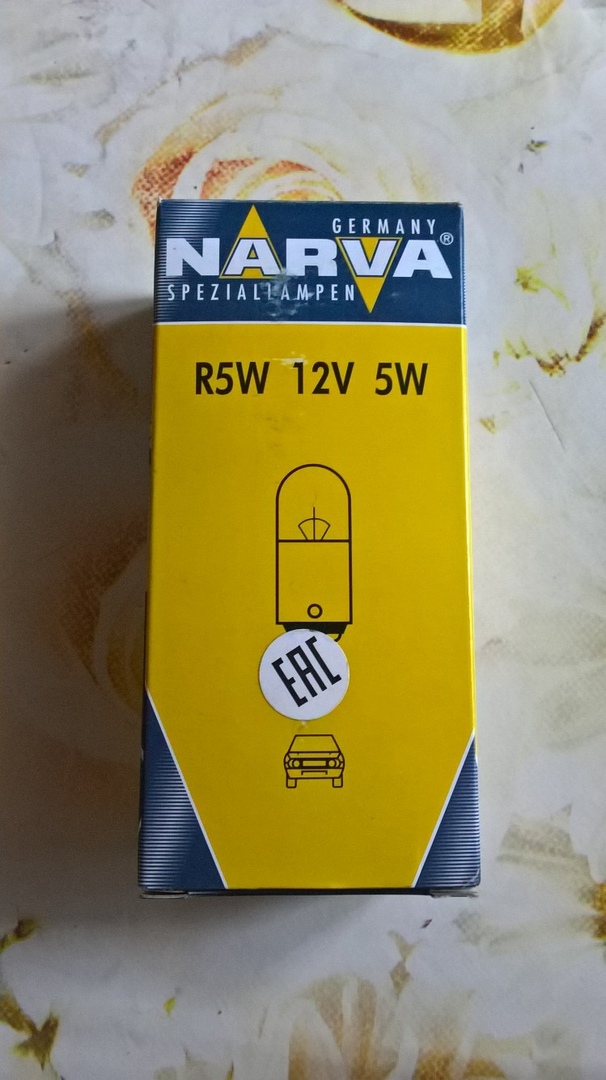 GERMANY
NARVA®
SPEZIALLAMPEN
R5W 12V 5W
EAC